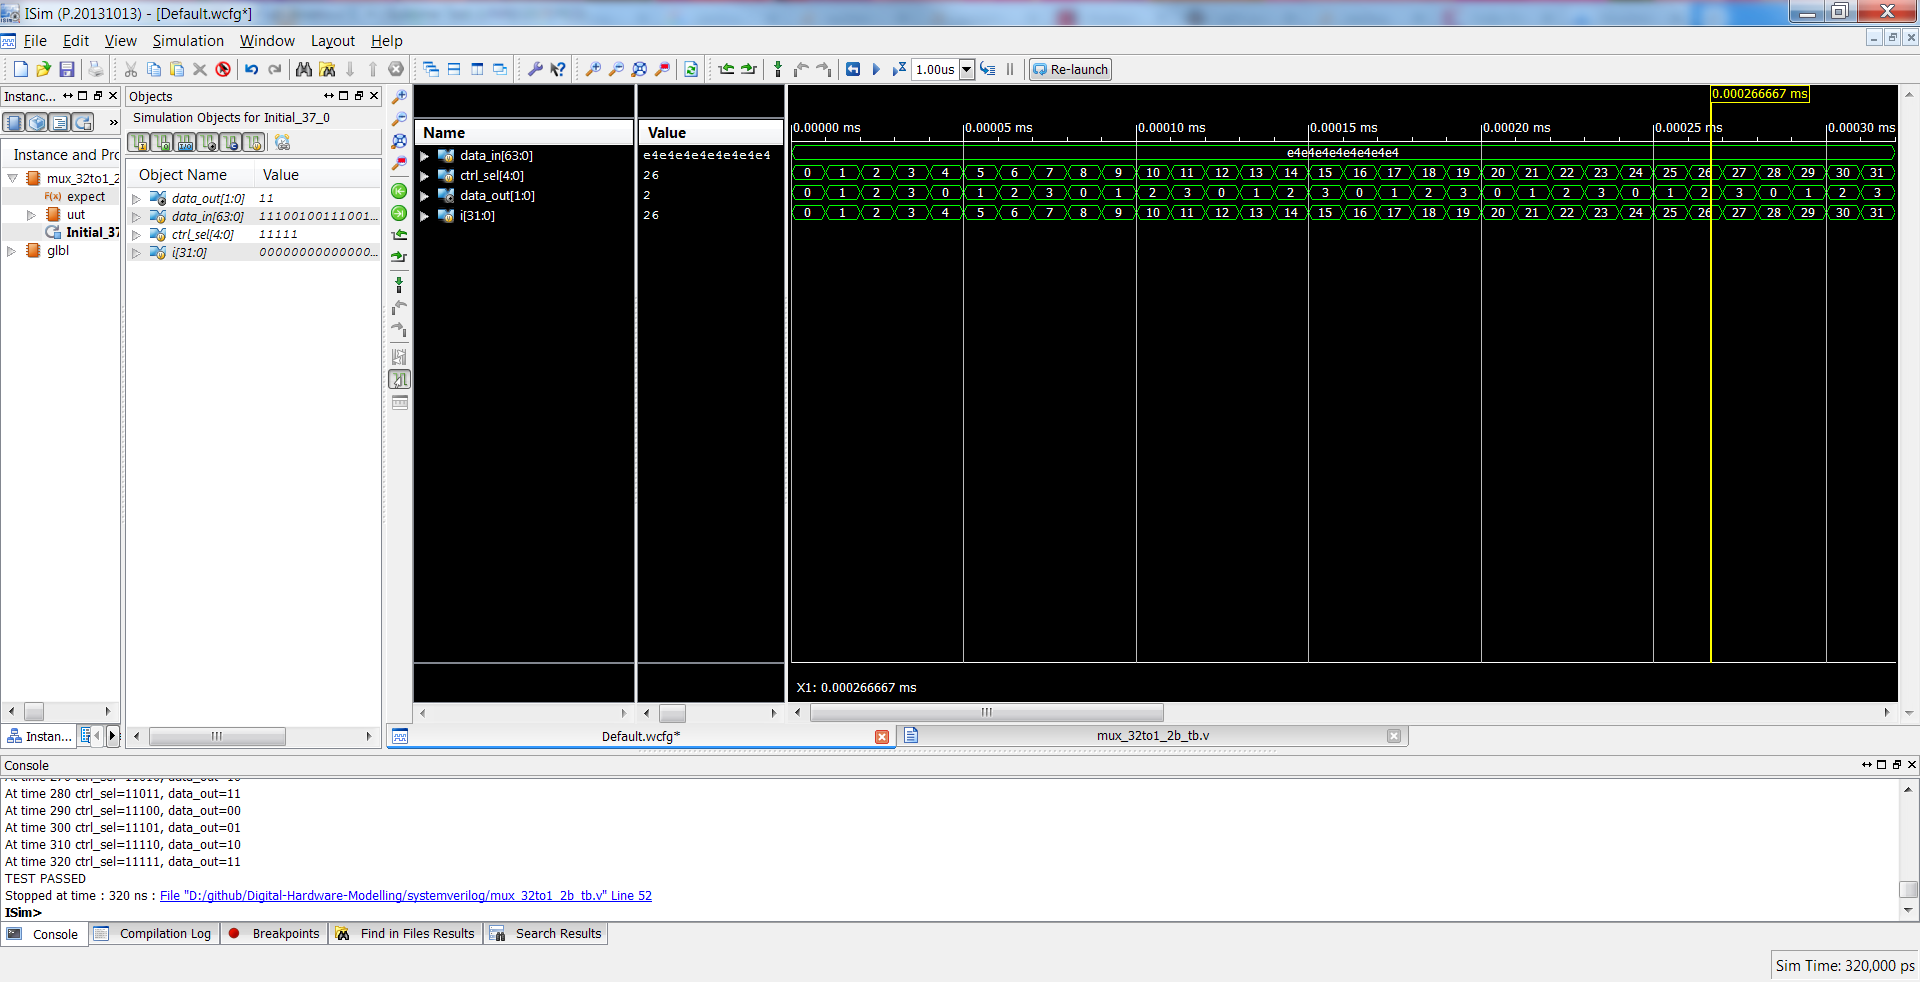 ISim (P.20131013) - [Default.wcfg*]
File Edit View Simulation Window Layout Help
1.00us Re-launch
Instanc...
Instance and Prc
mux_32to1_2
expect
uut
Initial_37
glbl
Instan...
Objects
Simulation Objects for Initial_37_0
Object Name Value
data_out[1:0] 11
data_in[63:0] 111001001111001...
ctrl_sel[4:0] 11111
i[31:0] 00000000000000...
Name Value
data_in[63:0] e4e4e4e4e4e4e4e4
ctrl_sel[4:0] 26
data_out[1:0] 2
i[31:0] 26
0.000266667 ms
0.00000 ms 0.00005 ms 0.00010 ms 0.00015 ms 0.00020 ms 0.00025 ms 0.00030 ms
e4e4e4e4e4e4e4e4
0 1 2 3 4 5 6 7 8 9 10 11 12 13 14 15 16 17 18 19 20 21 22 23 24 25 26 27 28 29 30 31
0 1 2 3 0 1 2 3 0 1 2 3 0 1 2 3 0 1 2 3 0 1 2 3 0 1 2 3 0 1 2 3
0 1 2 3 4 5 6 7 8 9 10 11 12 13 14 15 16 17 18 19 20 21 22 23 24 25 26 27 28 29 30 31
X1: 0.000266667 ms
Default.wcfg* mux_32to1_2b_tb.v
Console
At time 270 ctrl_sel=11010, data_out=10
At time 280 ctrl_sel=11011, data_out=11
At time 290 ctrl_sel=11100, data_out=00
At time 300 ctrl_sel=11101, data_out=01
At time 310 ctrl_sel=11110, data_out=10
At time 320 ctrl_sel=11111, data_out=11
TEST PASSED
Stopped at time : 320 ns : File "D:/github/Digital-Hardware-Modelling/systemverilog/mux_32to1_2b_tb.v" Line 52
ISim>
Console Compilation Log Breakpoints Find in Files Results Search Results
Sim Time: 320,000 ps